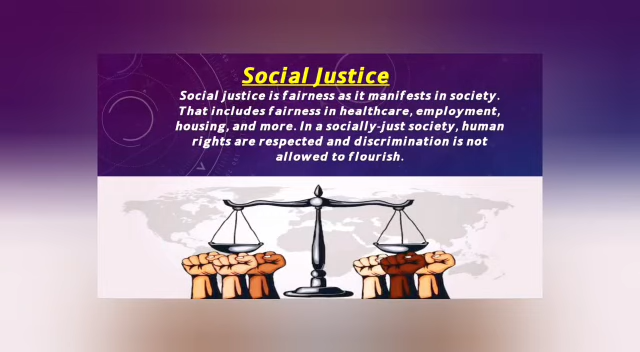 Social Justice
Social justice is fairness as it manifests in society.
That includes fairness in healthcare, employment,
housing, and more. In a socially-just society, human
rights are respected and discrimination is not
allowed to flourish.